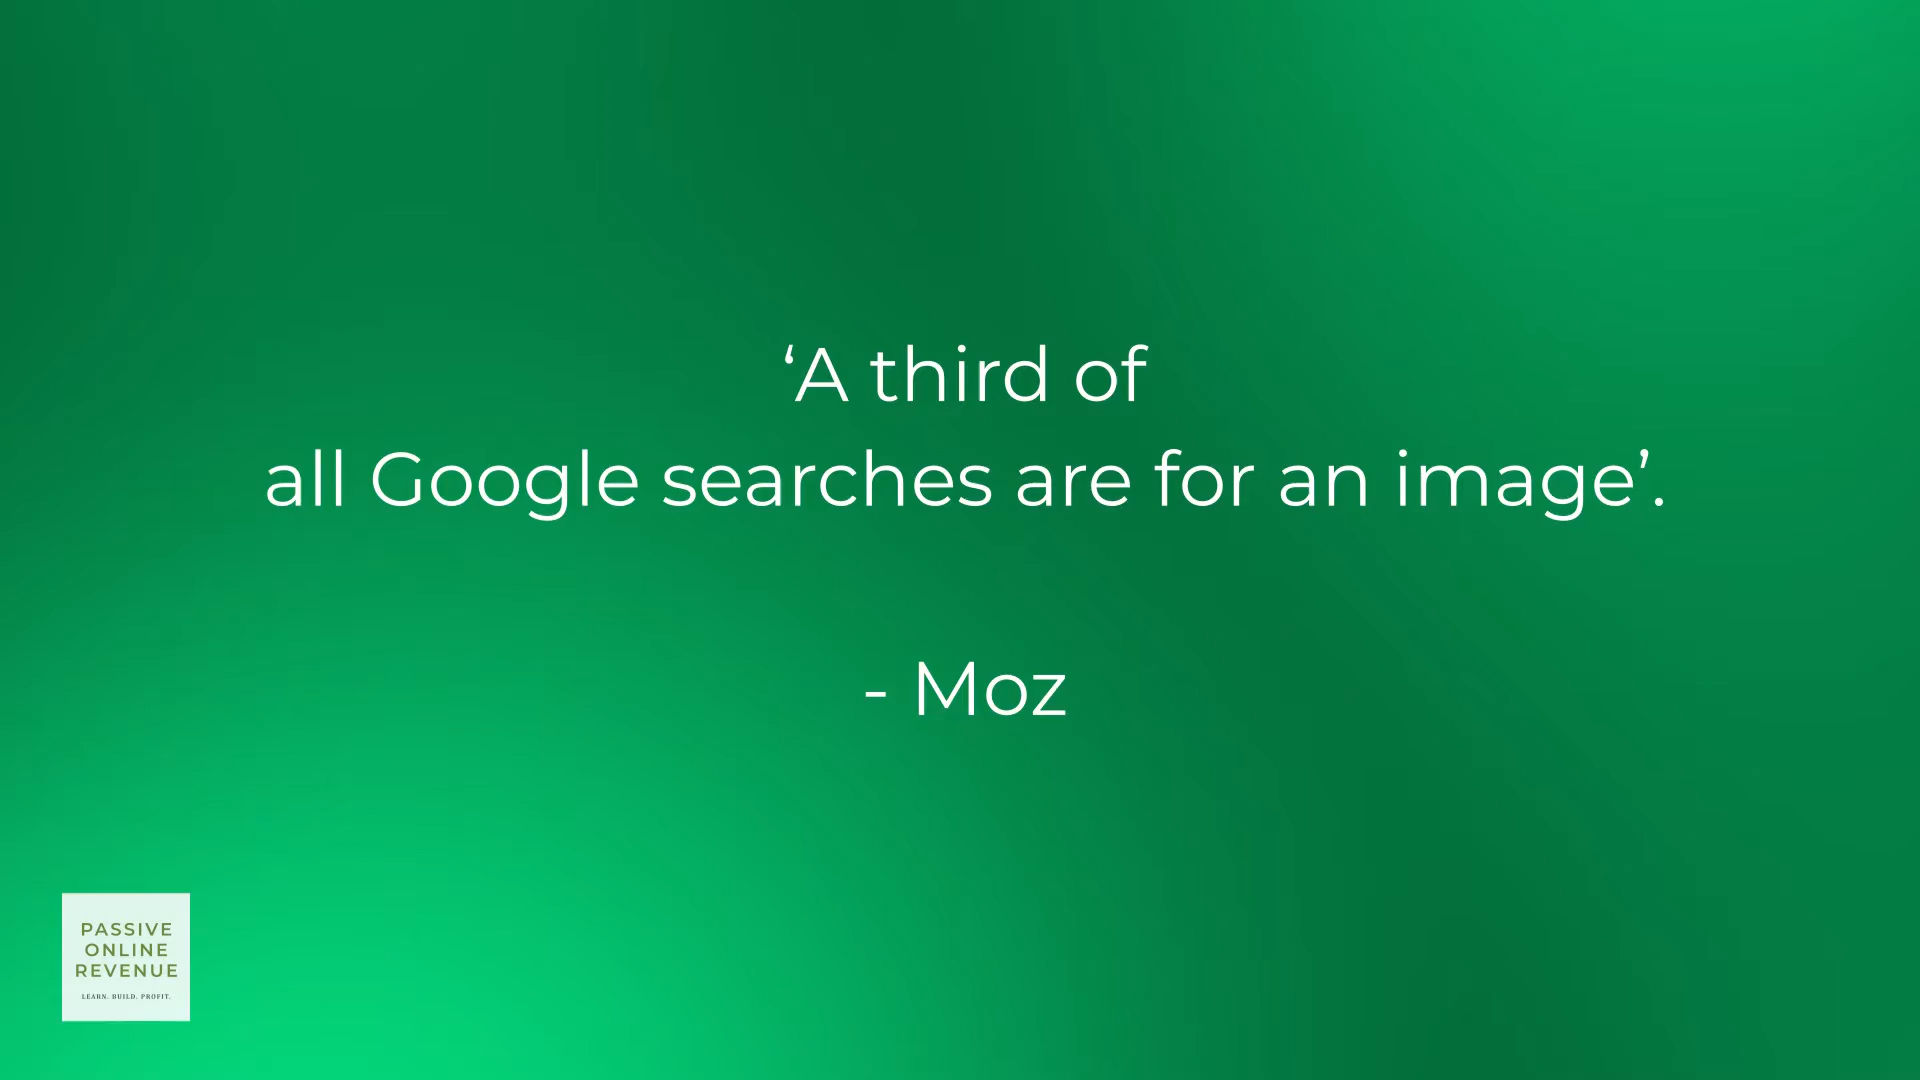 ‘A third of
all Google searches are for an image’.
- Moz
PASSIVE
ONLINE
REVENUE
LEARN. BUILD. PROFIT.